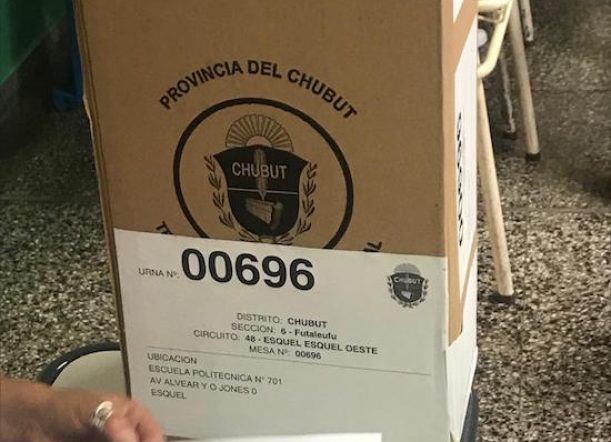 PROVINCIA DEL CHUBUT
CHUBUT
URNA Nº: 00696
CHUBUT
DISTRITO: CHUBUT
SECCION: 6 - Futaleufu
CIRCUITO: 48 - ESQUEL ESQUEL OESTE
MESA Nº: 00696
UBICACION
ESCUELA POLITECNICA Nº 701
AV ALVEAR Y O JONES 0
ESQUEL